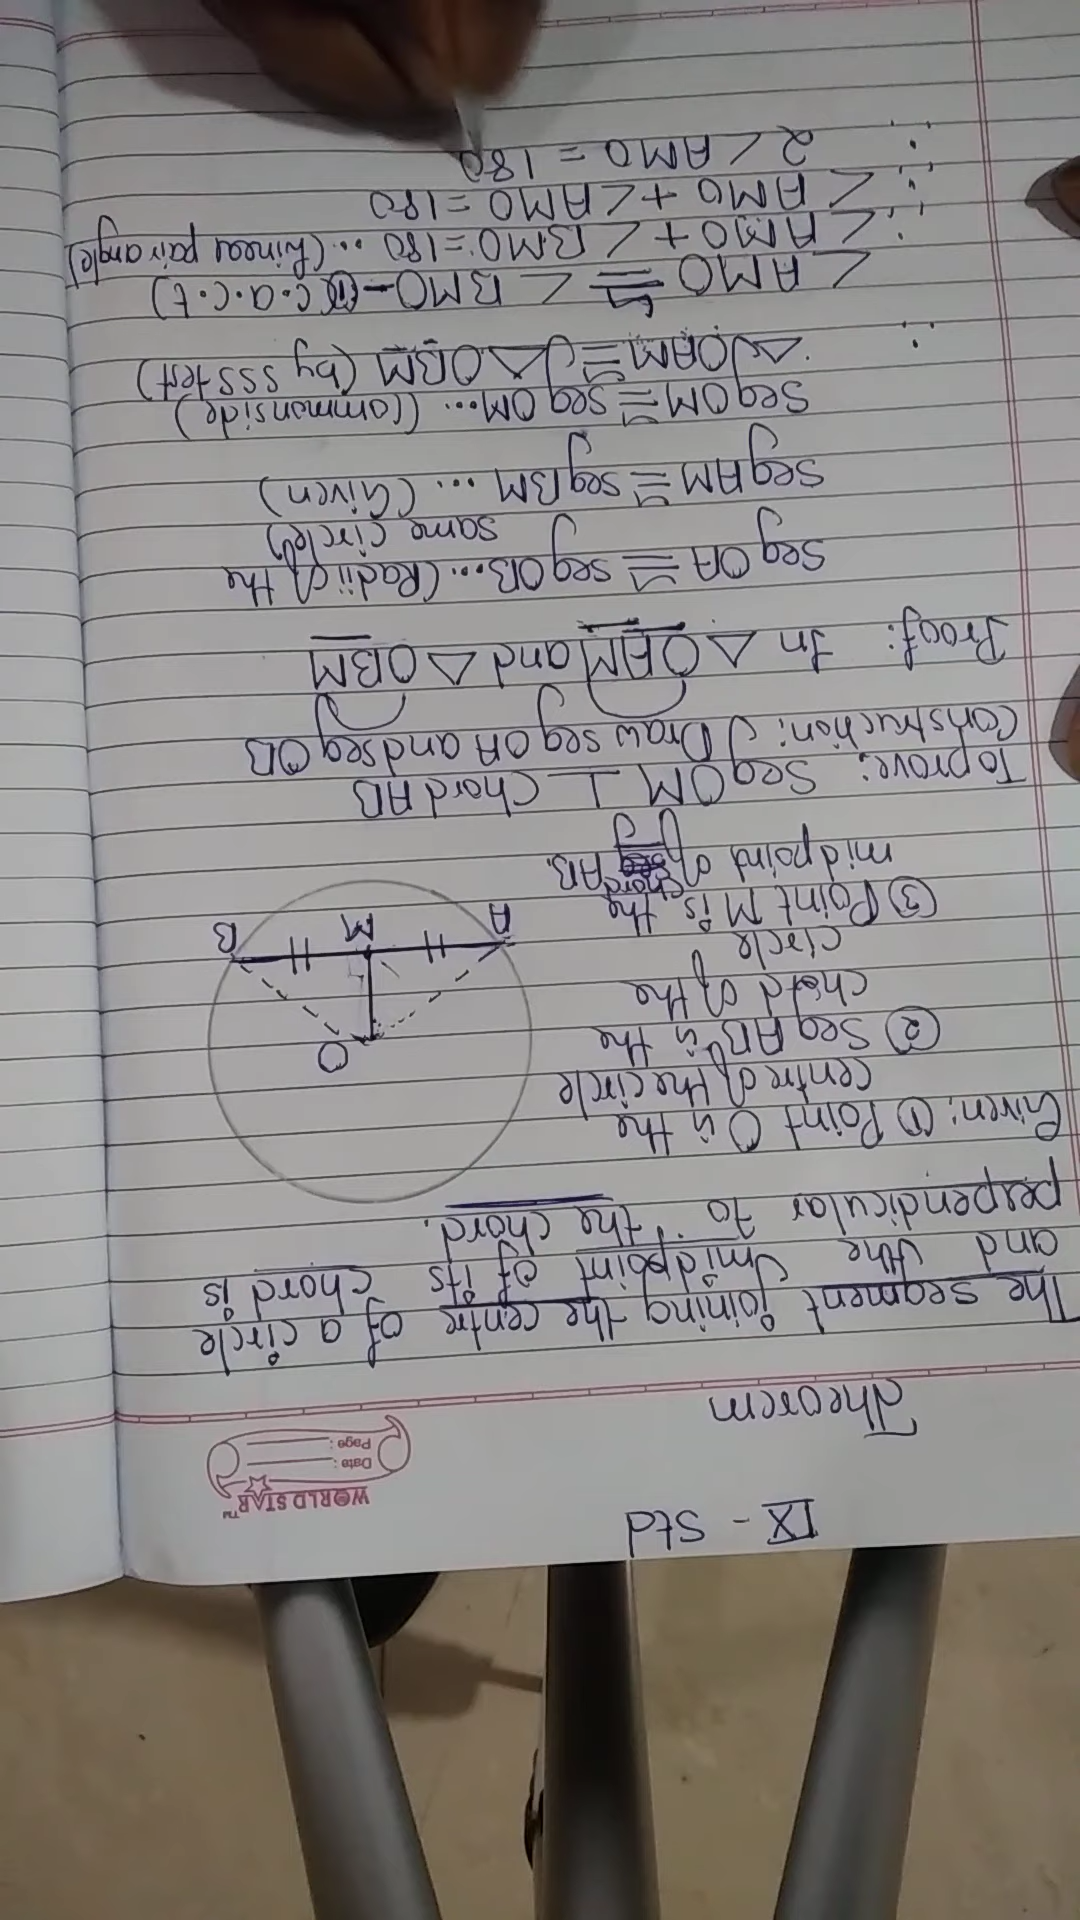 IX - Std
WORLD STAR™
Date :
Page :
Theorem
The segment joining the centre of a circle
and the midpoint of its chord is
perpendicular to the chord.
Given: ① Point O is the
centre of the circle
② Seg AB is the
chord of the
circle
③ Point M is the
midpoint of chord AB.
O
A
M
B
To prove: Seg OM ⊥ Chord AB
Construction: Draw seg OA and seg OB
Proof: In △ OAM and △ OBM
seg OA ≅ seg OB... (Radii of the
same circle)
seg AM ≅ seg BM ... (Given)
seg OM ≅ seg OM... (Common side)
∴ △ OAM ≅ △ OBM (by SSS test)
∠ AMO ≅ ∠ BMO - (c.a.c.t)
∴ ∠ AMO + ∠ BMO = 180 ... (Linear pair angle)
∴ ∠ AMO + ∠ AMO = 180
∴ 2 ∠ AMO = 180